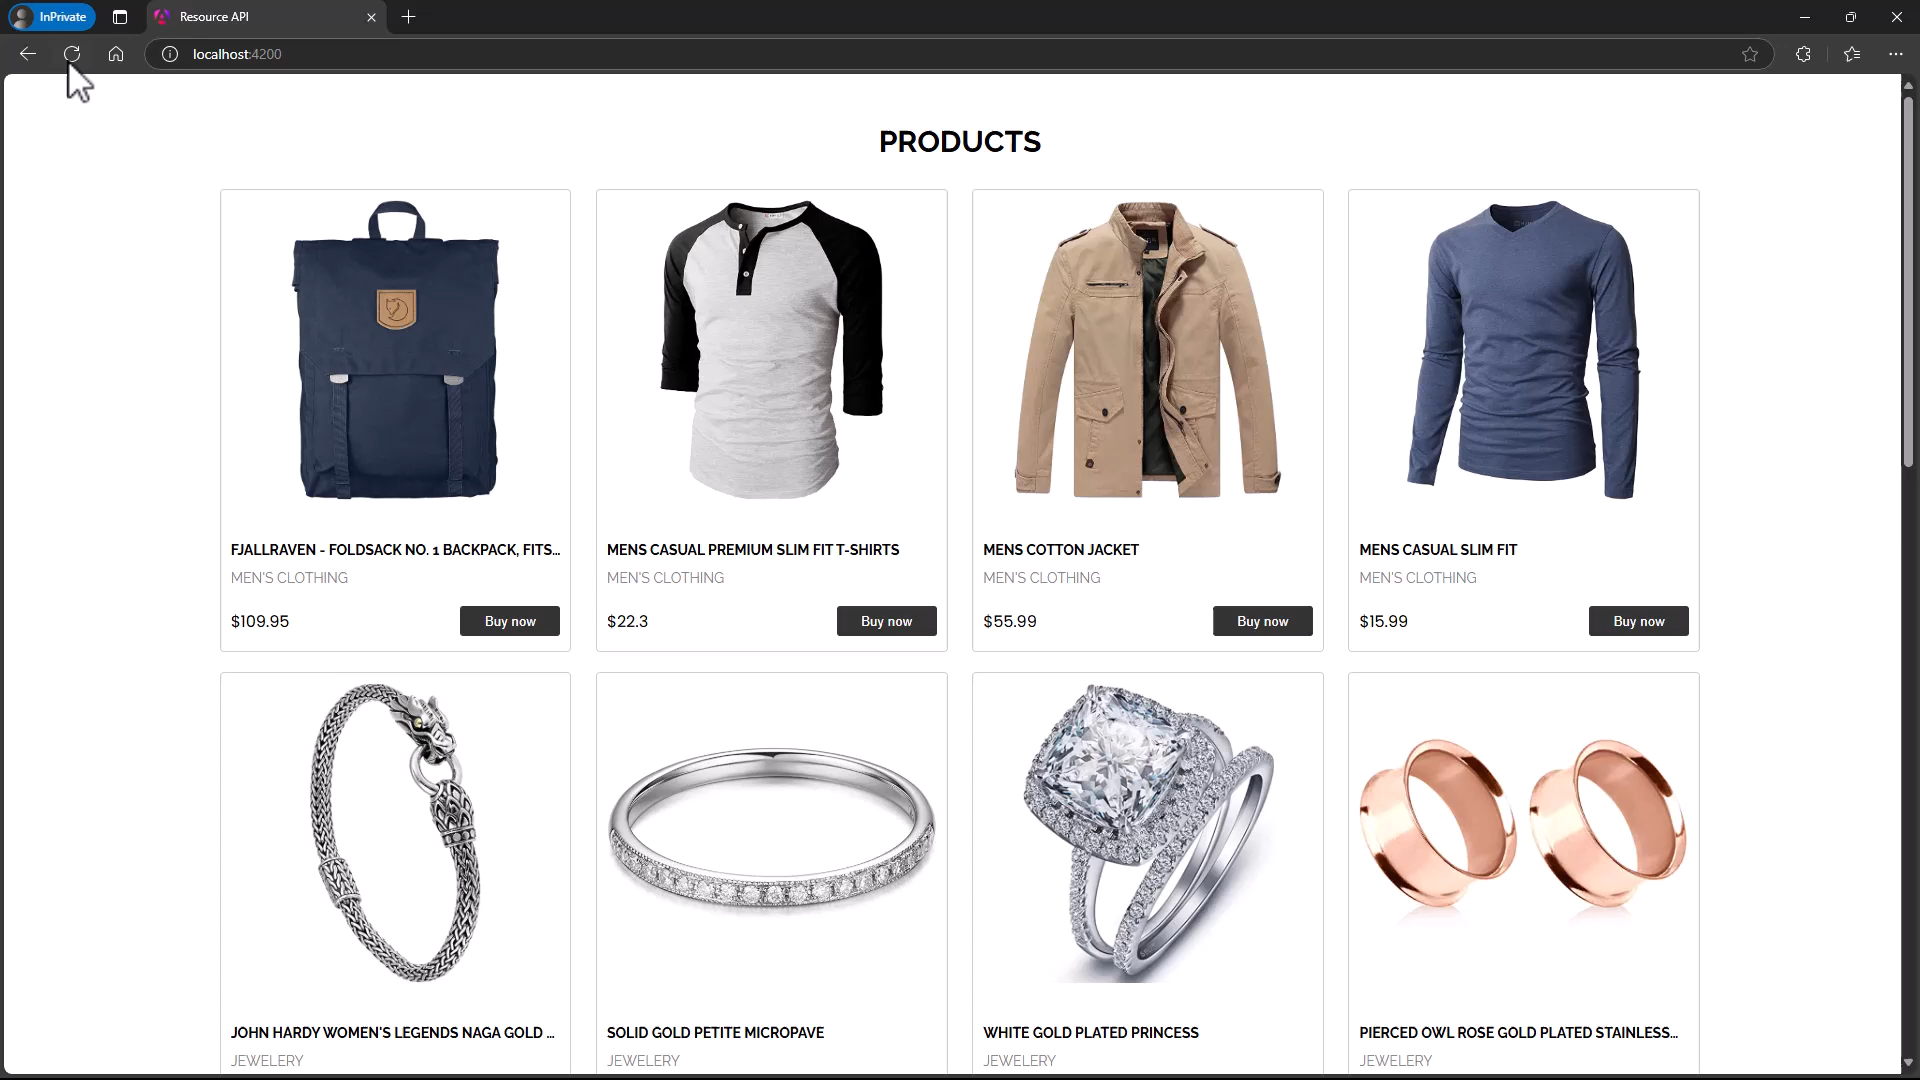 InPrivate
Resource API
localhost:4200
PRODUCTS
FJALLRAVEN - FOLDSACK NO. 1 BACKPACK, FITS...
MEN'S CLOTHING
$109.95
Buy now
MENS CASUAL PREMIUM SLIM FIT T-SHIRTS
MEN'S CLOTHING
$22.3
Buy now
MENS COTTON JACKET
MEN'S CLOTHING
$55.99
Buy now
MENS CASUAL SLIM FIT
MEN'S CLOTHING
$15.99
Buy now
JOHN HARDY WOMEN'S LEGENDS NAGA GOLD ...
JEWELERY
SOLID GOLD PETITE MICROPAVE
JEWELERY
WHITE GOLD PLATED PRINCESS
JEWELERY
PIERCED OWL ROSE GOLD PLATED STAINLESS...
JEWELERY